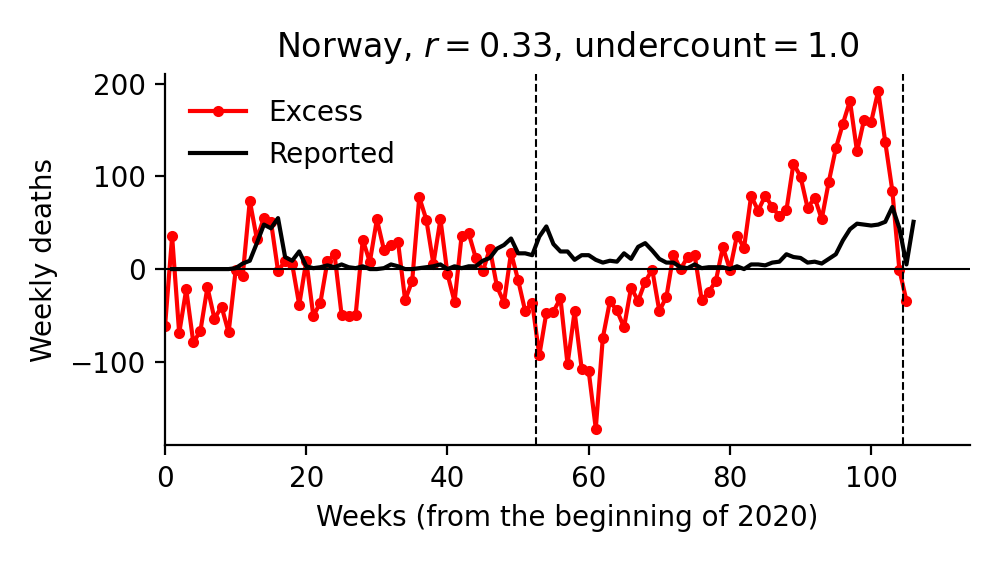 Norway, r = 0.33, undercount = 1.0
Excess
Reported
Weekly deaths
200
100
0
−100
0 20 40 60 80 100
Weeks (from the beginning of 2020)